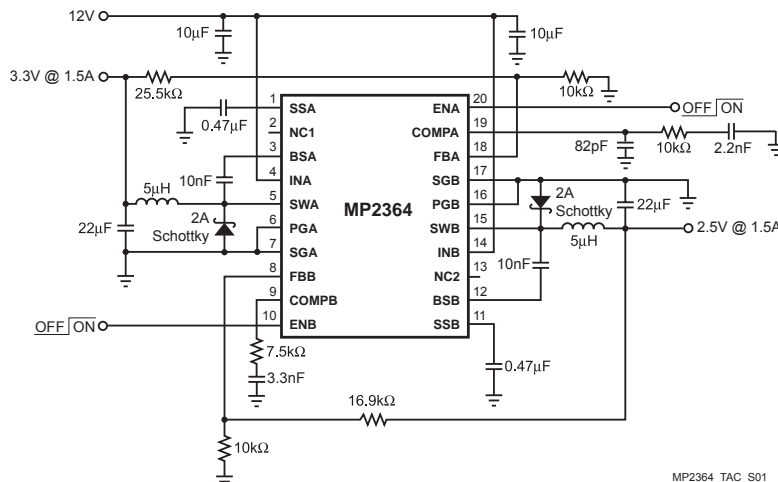 12V
10µF
10µF
3.3V @ 1.5A
25.5kΩ
10kΩ
1
SSA
ENA
20
OFF ON
0.47µF
2
NC1
COMPA
19
82pF
10kΩ
2.2nF
3
BSA
FBA
18
10nF
4
INA
SGB
17
5µH
MP2364
PGB
16
2A
Schottky
22µF
5
SWA
SWB
15
2.5V @ 1.5A
22µF
2A
Schottky
6
PGA
INB
14
5µH
7
SGA
NC2
13
10nF
8
FBB
BSB
12
9
COMPB
SSB
11
OFF ON
10
ENB
7.5kΩ
0.47µF
3.3nF
16.9kΩ
10kΩ
MP2364_TAC_S01